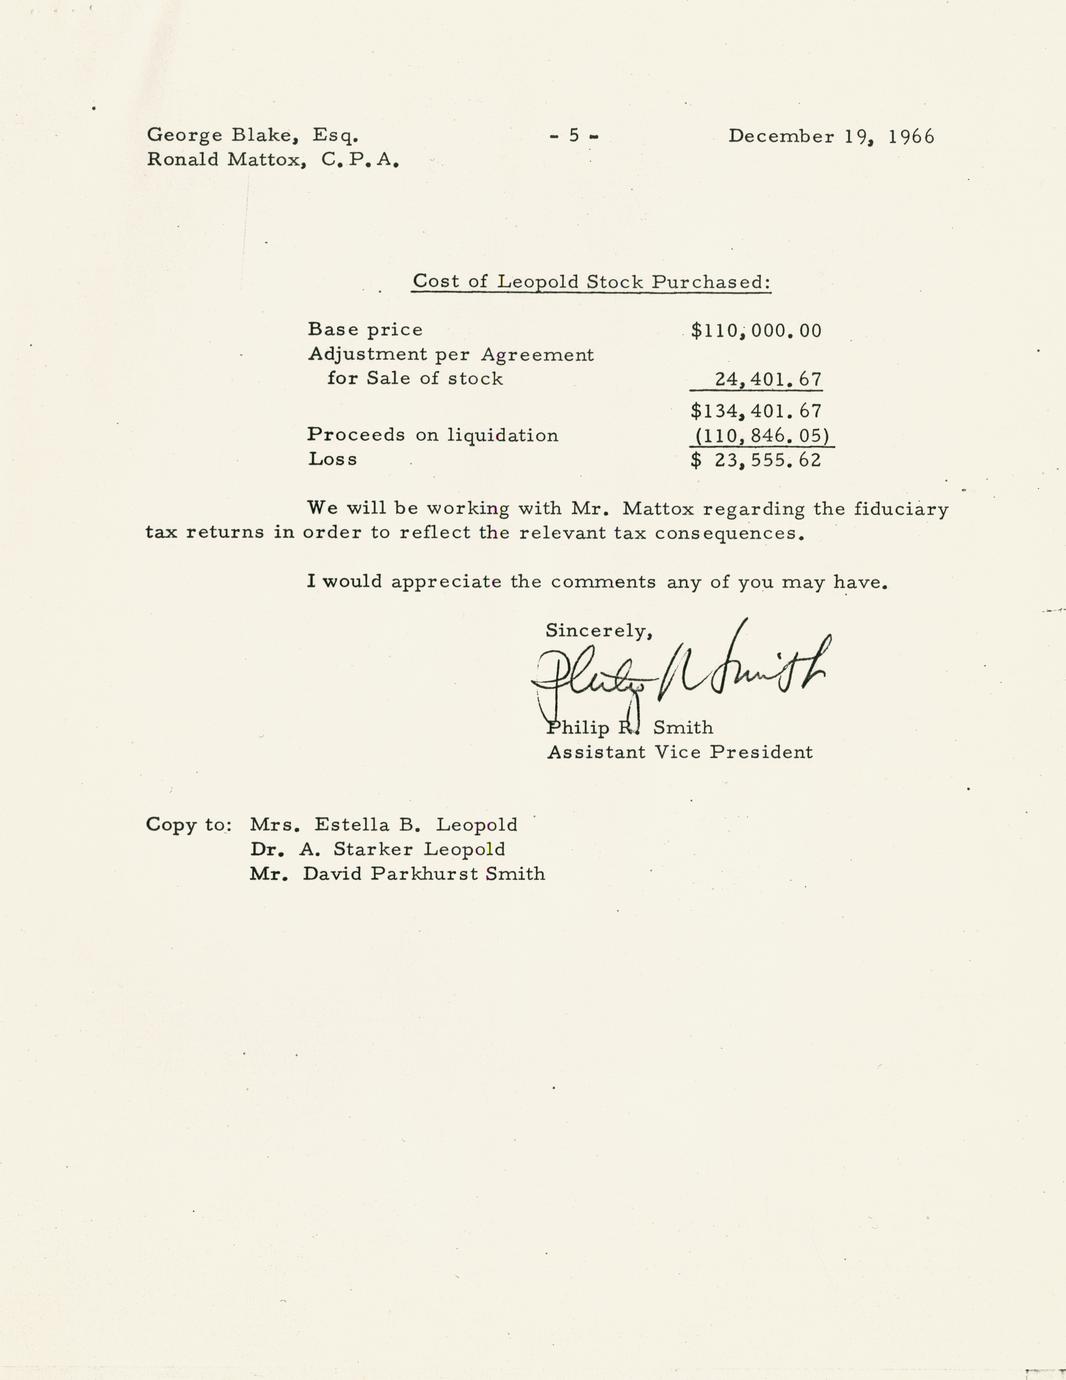 George Blake, Esq. - 5 - December 19, 1966
Ronald Mattox, C.P.A.
Cost of Leopold Stock Purchased:
Base price $110,000.00
Adjustment per Agreement
for Sale of stock 24,401.67
$134,401.67
Proceeds on liquidation (110,846.05)
Loss $ 23,555.62
We will be working with Mr. Mattox regarding the fiduciary
tax returns in order to reflect the relevant tax consequences.
I would appreciate the comments any of you may have.
Sincerely,
Philip R Smith
Philip R. Smith
Assistant Vice President
Copy to: Mrs. Estella B. Leopold
Dr. A. Starker Leopold
Mr. David Parkhurst Smith